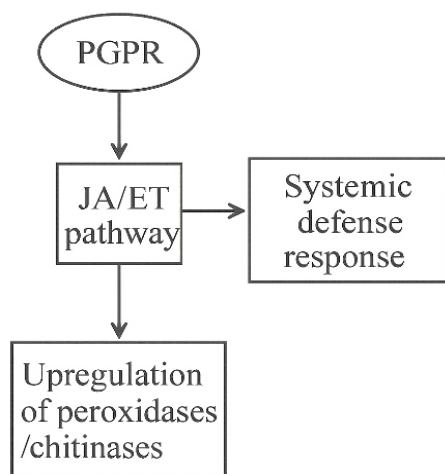 PGPR
JA/ET
pathway
Systemic
defense
response
Upregulation
of peroxidases
/chitinases